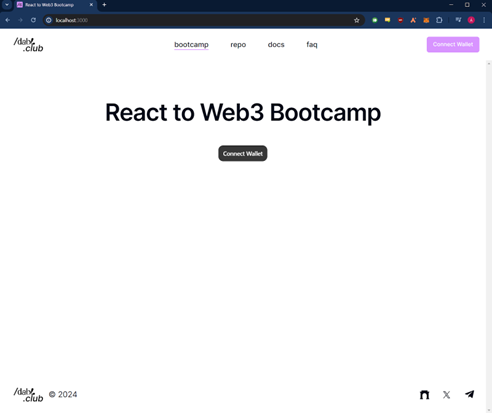 React to Web3 Bootcamp
localhost:3000
/dab/
.club
bootcamp repo docs faq
Connect Wallet
React to Web3 Bootcamp
Connect Wallet
/dab/
.club
© 2024